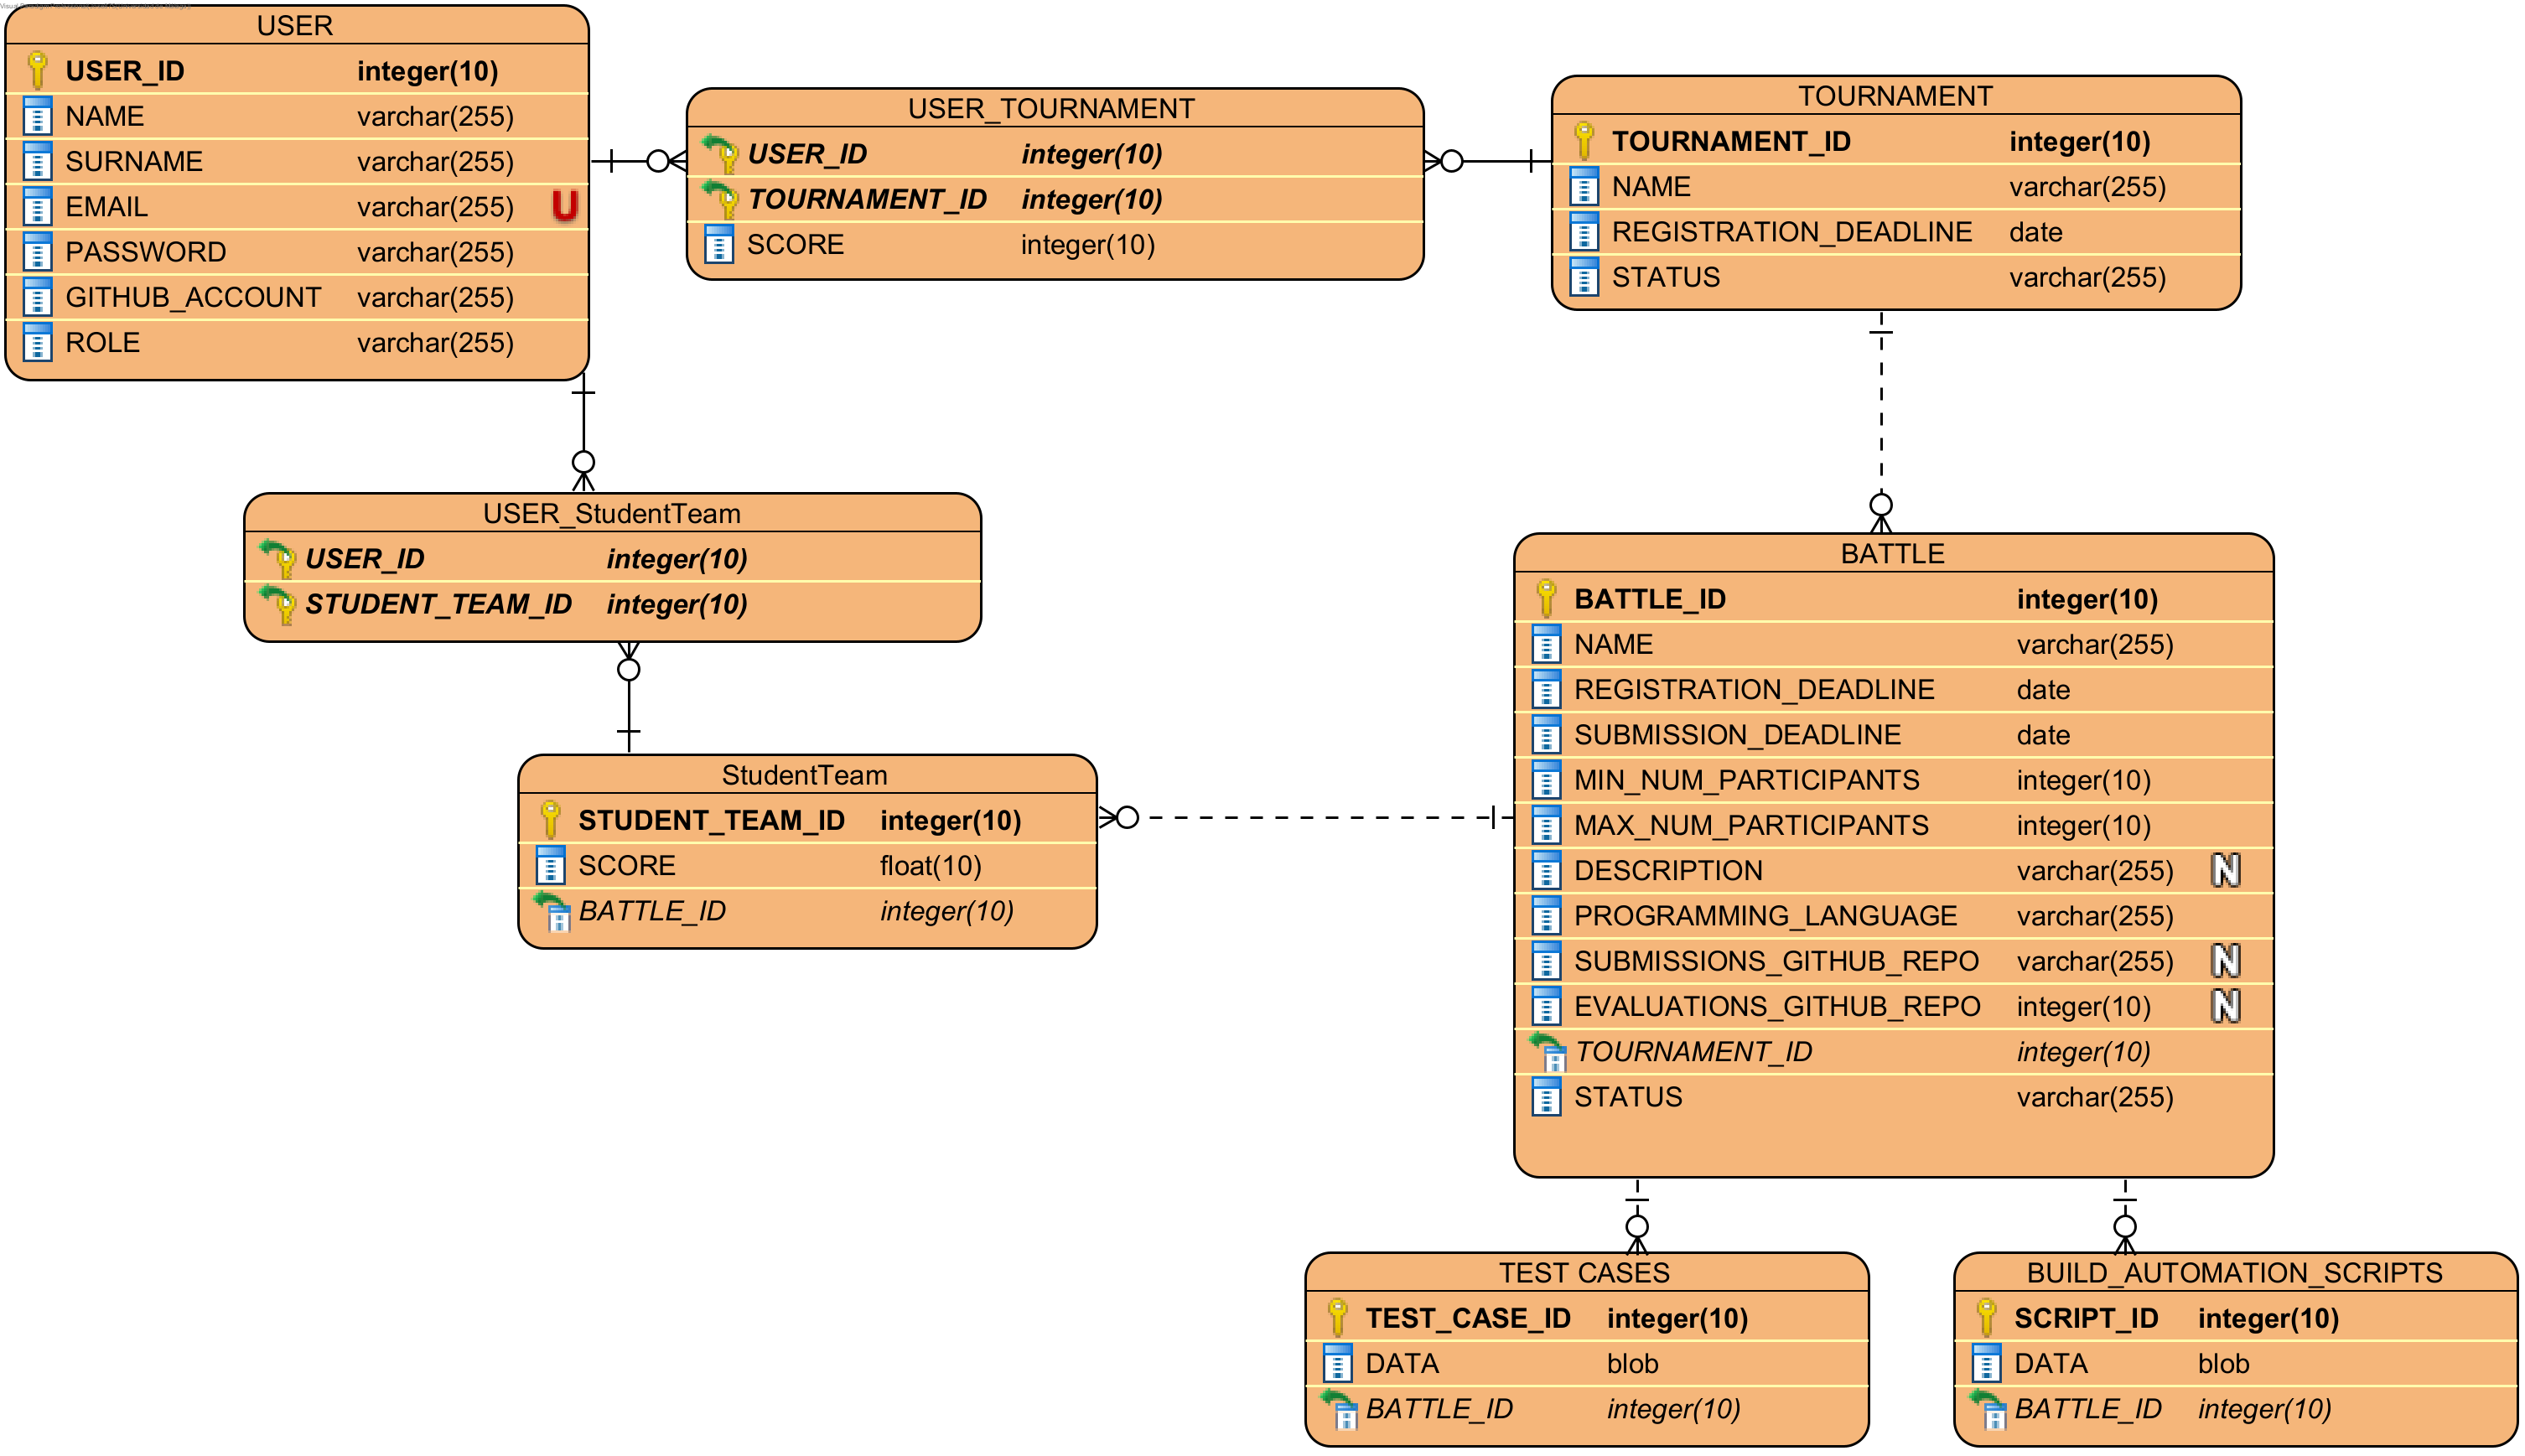 USER
USER_ID integer(10)
NAME varchar(255)
SURNAME varchar(255)
EMAIL varchar(255) U
PASSWORD varchar(255)
GITHUB_ACCOUNT varchar(255)
ROLE varchar(255)
USER_TOURNAMENT
USER_ID integer(10)
TOURNAMENT_ID integer(10)
SCORE integer(10)
TOURNAMENT
TOURNAMENT_ID integer(10)
NAME varchar(255)
REGISTRATION_DEADLINE date
STATUS varchar(255)
USER_StudentTeam
USER_ID integer(10)
STUDENT_TEAM_ID integer(10)
StudentTeam
STUDENT_TEAM_ID integer(10)
SCORE float(10)
BATTLE_ID integer(10)
BATTLE
BATTLE_ID integer(10)
NAME varchar(255)
REGISTRATION_DEADLINE date
SUBMISSION_DEADLINE date
MIN_NUM_PARTICIPANTS integer(10)
MAX_NUM_PARTICIPANTS integer(10)
DESCRIPTION varchar(255) N
PROGRAMMING_LANGUAGE varchar(255)
SUBMISSIONS_GITHUB_REPO varchar(255) N
EVALUATIONS_GITHUB_REPO integer(10) N
TOURNAMENT_ID integer(10)
STATUS varchar(255)
TEST CASES
TEST_CASE_ID integer(10)
DATA blob
BATTLE_ID integer(10)
BUILD_AUTOMATION_SCRIPTS
SCRIPT_ID integer(10)
DATA blob
BATTLE_ID integer(10)